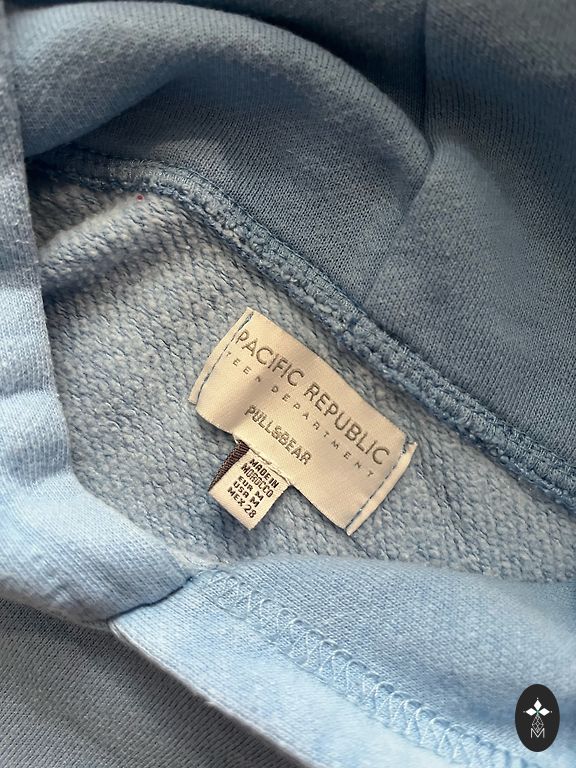 PACIFIC REPUBLIC
TEEN DEPARTMENT
PULL&BEAR
MADE IN
MOROCCO
EUR M
USA M
MEX 28
M